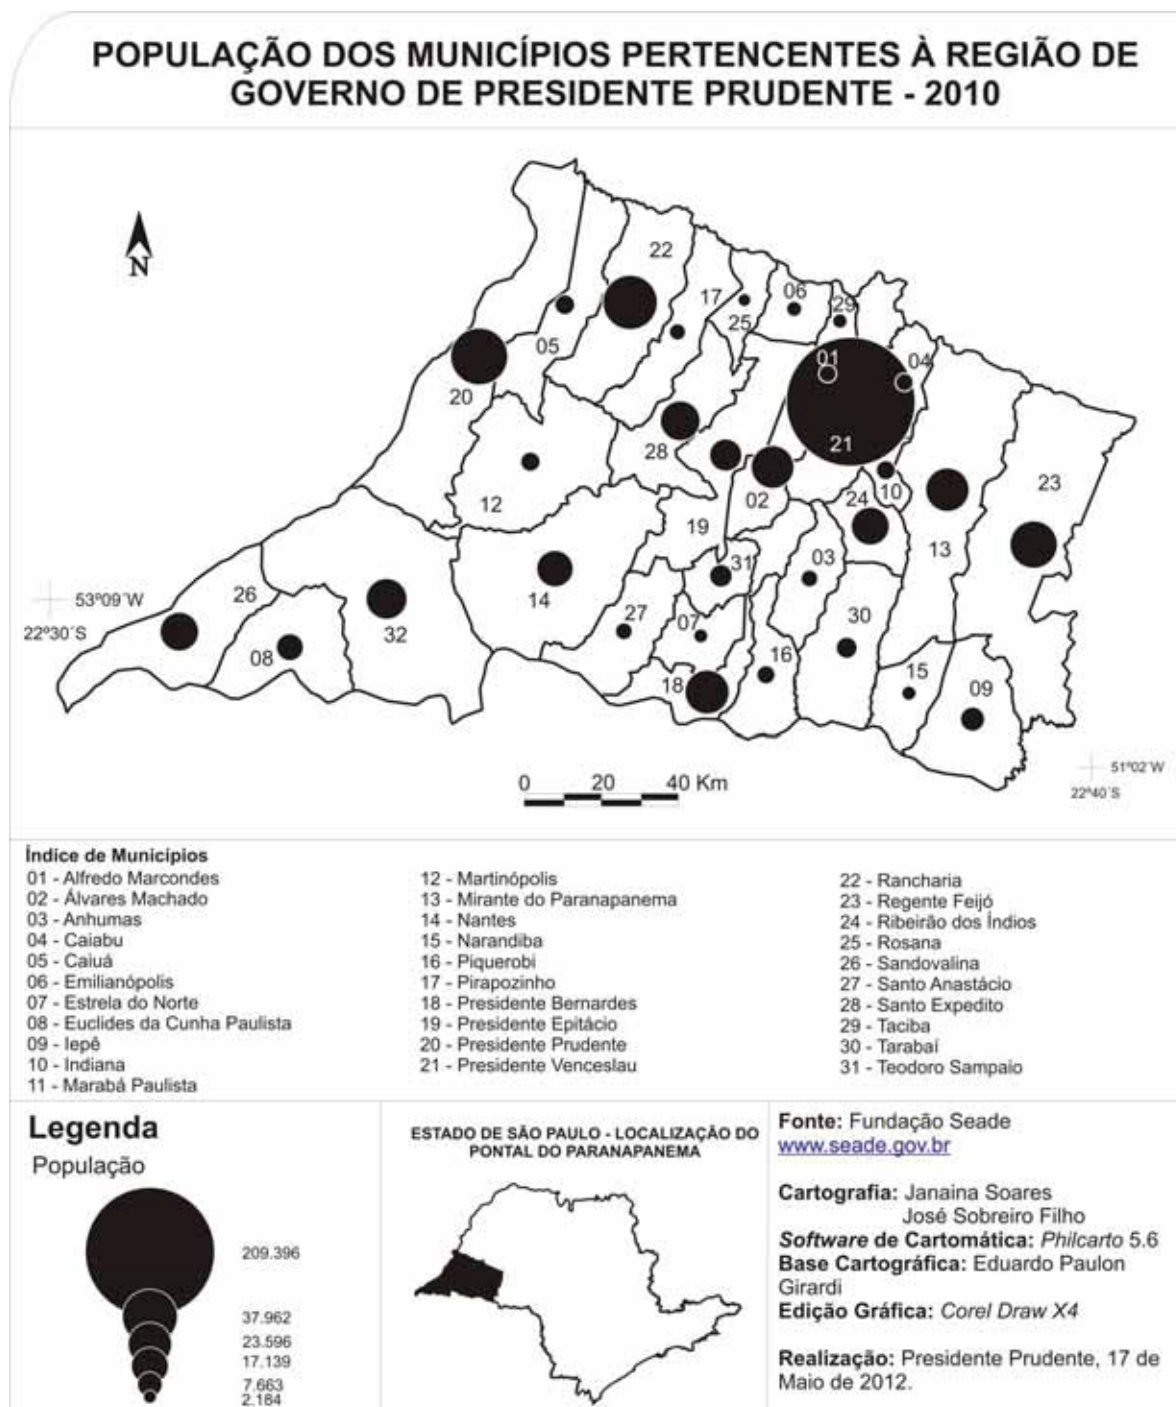 POPULAÇÃO DOS MUNICÍPIOS PERTENCENTES À REGIÃO DE
GOVERNO DE PRESIDENTE PRUDENTE - 2010
N
22
17
06
29
25
05
01
04
20
21
28
23
12
02
24
10
19
13
31
03
14
26
53º09´W
22º30´S
27
30
07
32
08
16
15
18
09
0 20 40 Km
51º02´W
22º40´S
Índice de Municípios
01 - Alfredo Marcondes
02 - Álvares Machado
03 - Anhumas
04 - Caiabu
05 - Caiuá
06 - Emilianópolis
07 - Estrela do Norte
08 - Euclides da Cunha Paulista
09 - Iepê
10 - Indiana
11 - Marabá Paulista
12 - Martinópolis
13 - Mirante do Paranapanema
14 - Nantes
15 - Narandiba
16 - Piquerobi
17 - Pirapozinho
18 - Presidente Bernardes
19 - Presidente Epitácio
20 - Presidente Prudente
21 - Presidente Venceslau
22 - Rancharia
23 - Regente Feijó
24 - Ribeirão dos Índios
25 - Rosana
26 - Sandovalina
27 - Santo Anastácio
28 - Santo Expedito
29 - Taciba
30 - Tarabaí
31 - Teodoro Sampaio
Legenda
População
209.396
37.962
23.596
17.139
7.663
2.184
ESTADO DE SÃO PAULO - LOCALIZAÇÃO DO
PONTAL DO PARANAPANEMA
Fonte: Fundação Seade
www.seade.gov.br
Cartografia: Janaina Soares
José Sobreiro Filho
Software de Cartomática: Philcarto 5.6
Base Cartográfica: Eduardo Paulon
Girardi
Edição Gráfica: Corel Draw X4
Realização: Presidente Prudente, 17 de
Maio de 2012.